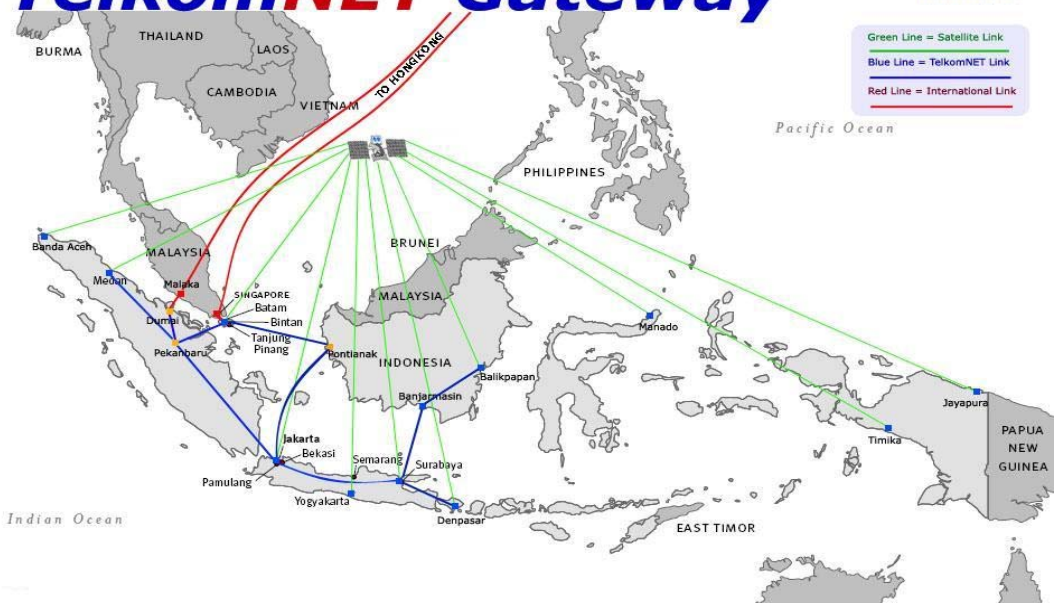 TelkomNET Gateway
Green Line = Satellite Link
Blue Line = TelkomNET Link
Red Line = International Link
THAILAND
LAOS
BURMA
CAMBODIA
VIETNAM
TO HONGKONG
Pacific Ocean
PHILIPPINES
Banda Aceh
MALAYSIA
BRUNEI
Medan
Malaka
SINGAPORE
MALAYSIA
Batam
Dumai
Bintan
Manado
Tanjung
Pinang
Pekanbaru
Pontianak
INDONESIA
Balikpapan
Banjarmasin
Jayapura
Jakarta
Timika
PAPUA
NEW
GUINEA
Bekasi
Semarang
Surabaya
Pamulang
Yogyakarta
Denpasar
Indian Ocean
EAST TIMOR